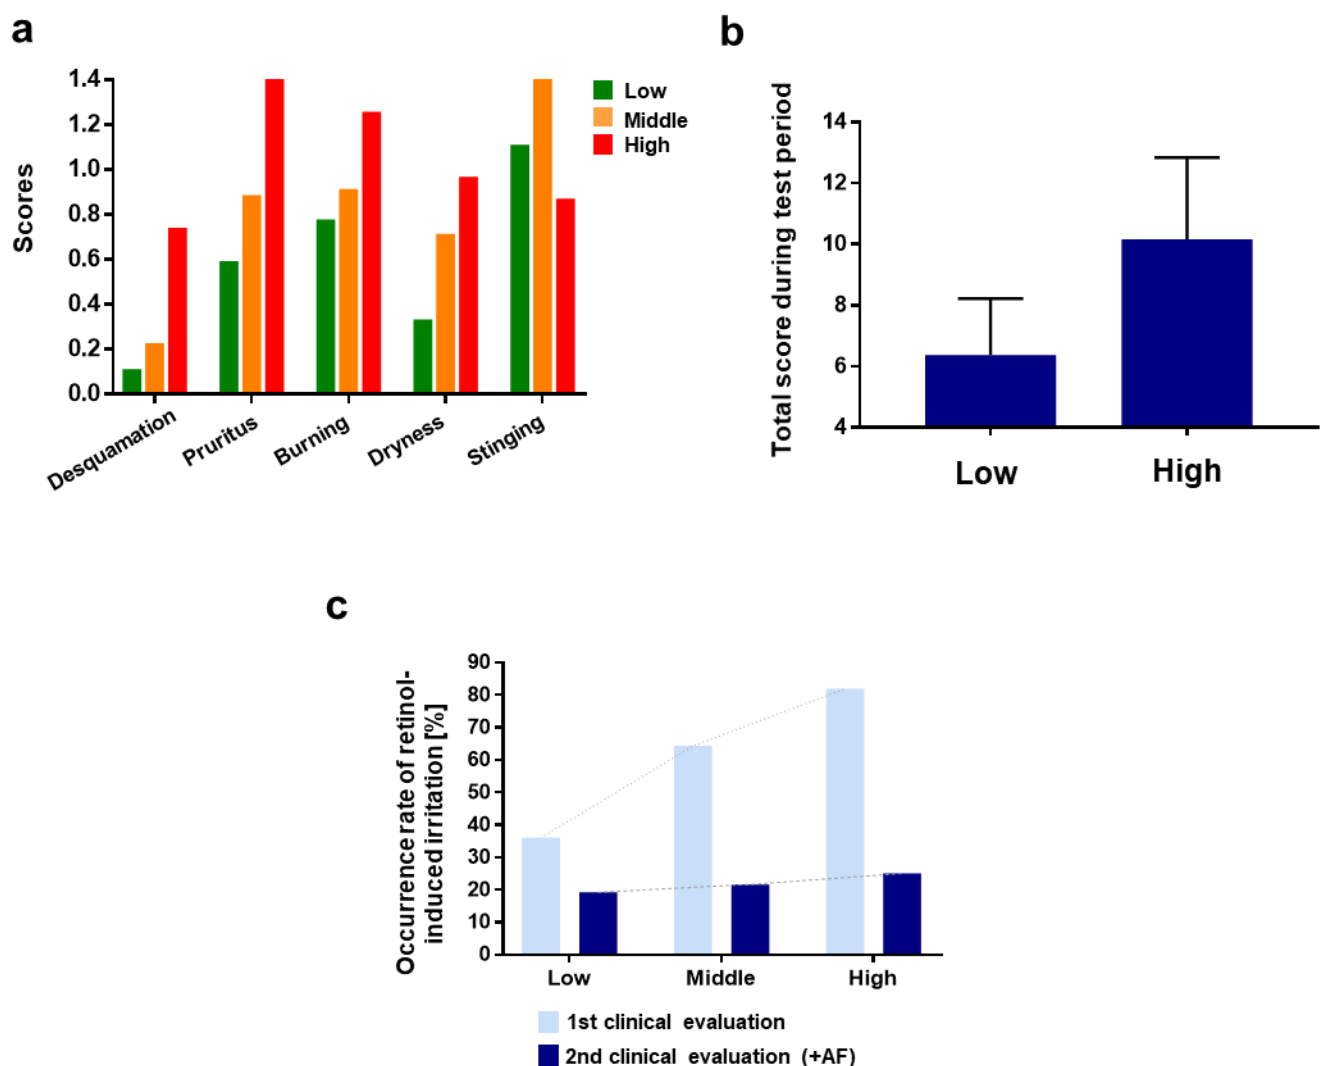 a
Scores
1.4
1.2
1.0
0.8
0.6
0.4
0.2
0.0
Desquamation
Pruritus
Burning
Dryness
Stinging
Low
Middle
High
b
Total score during test period
14
12
10
8
6
4
Low
High
c
Occurrence rate of retinol-
induced irritation [%]
90
80
70
60
50
40
30
20
10
0
Low
Middle
High
1st clinical evaluation
2nd clinical evaluation (+AF)